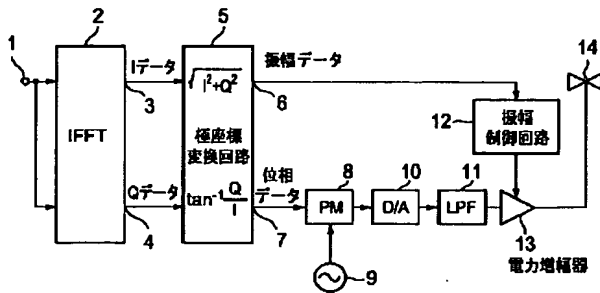 1
2
5
14
Iデータ
振幅データ
3
√I²+Q²
6
振幅
制御回路
12
IFFT
極座標
変換回路
位相
データ
8
10
11
Qデータ
tan⁻¹ Q/I
PM
D/A
LPF
4
7
13
9
電力増幅器